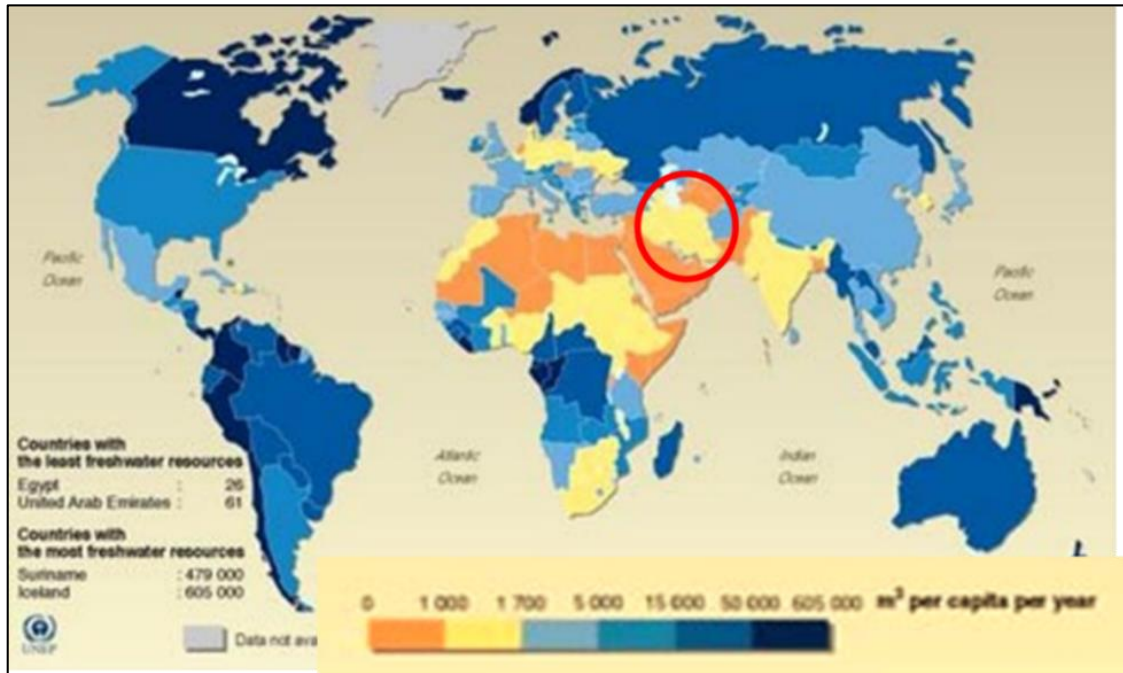 Pacific
Ocean
Pacific
Ocean
Atlantic
Ocean
Indian
Ocean
Countries with
the least freshwater resources
Egypt : 26
United Arab Emirates : 61
Countries with
the most freshwater resources
Suriname : 479 000
Iceland : 605 000
UNEP
Data not ava
0 1 000 1 700 5 000 15 000 50 000 605 000 m³ per capita per year